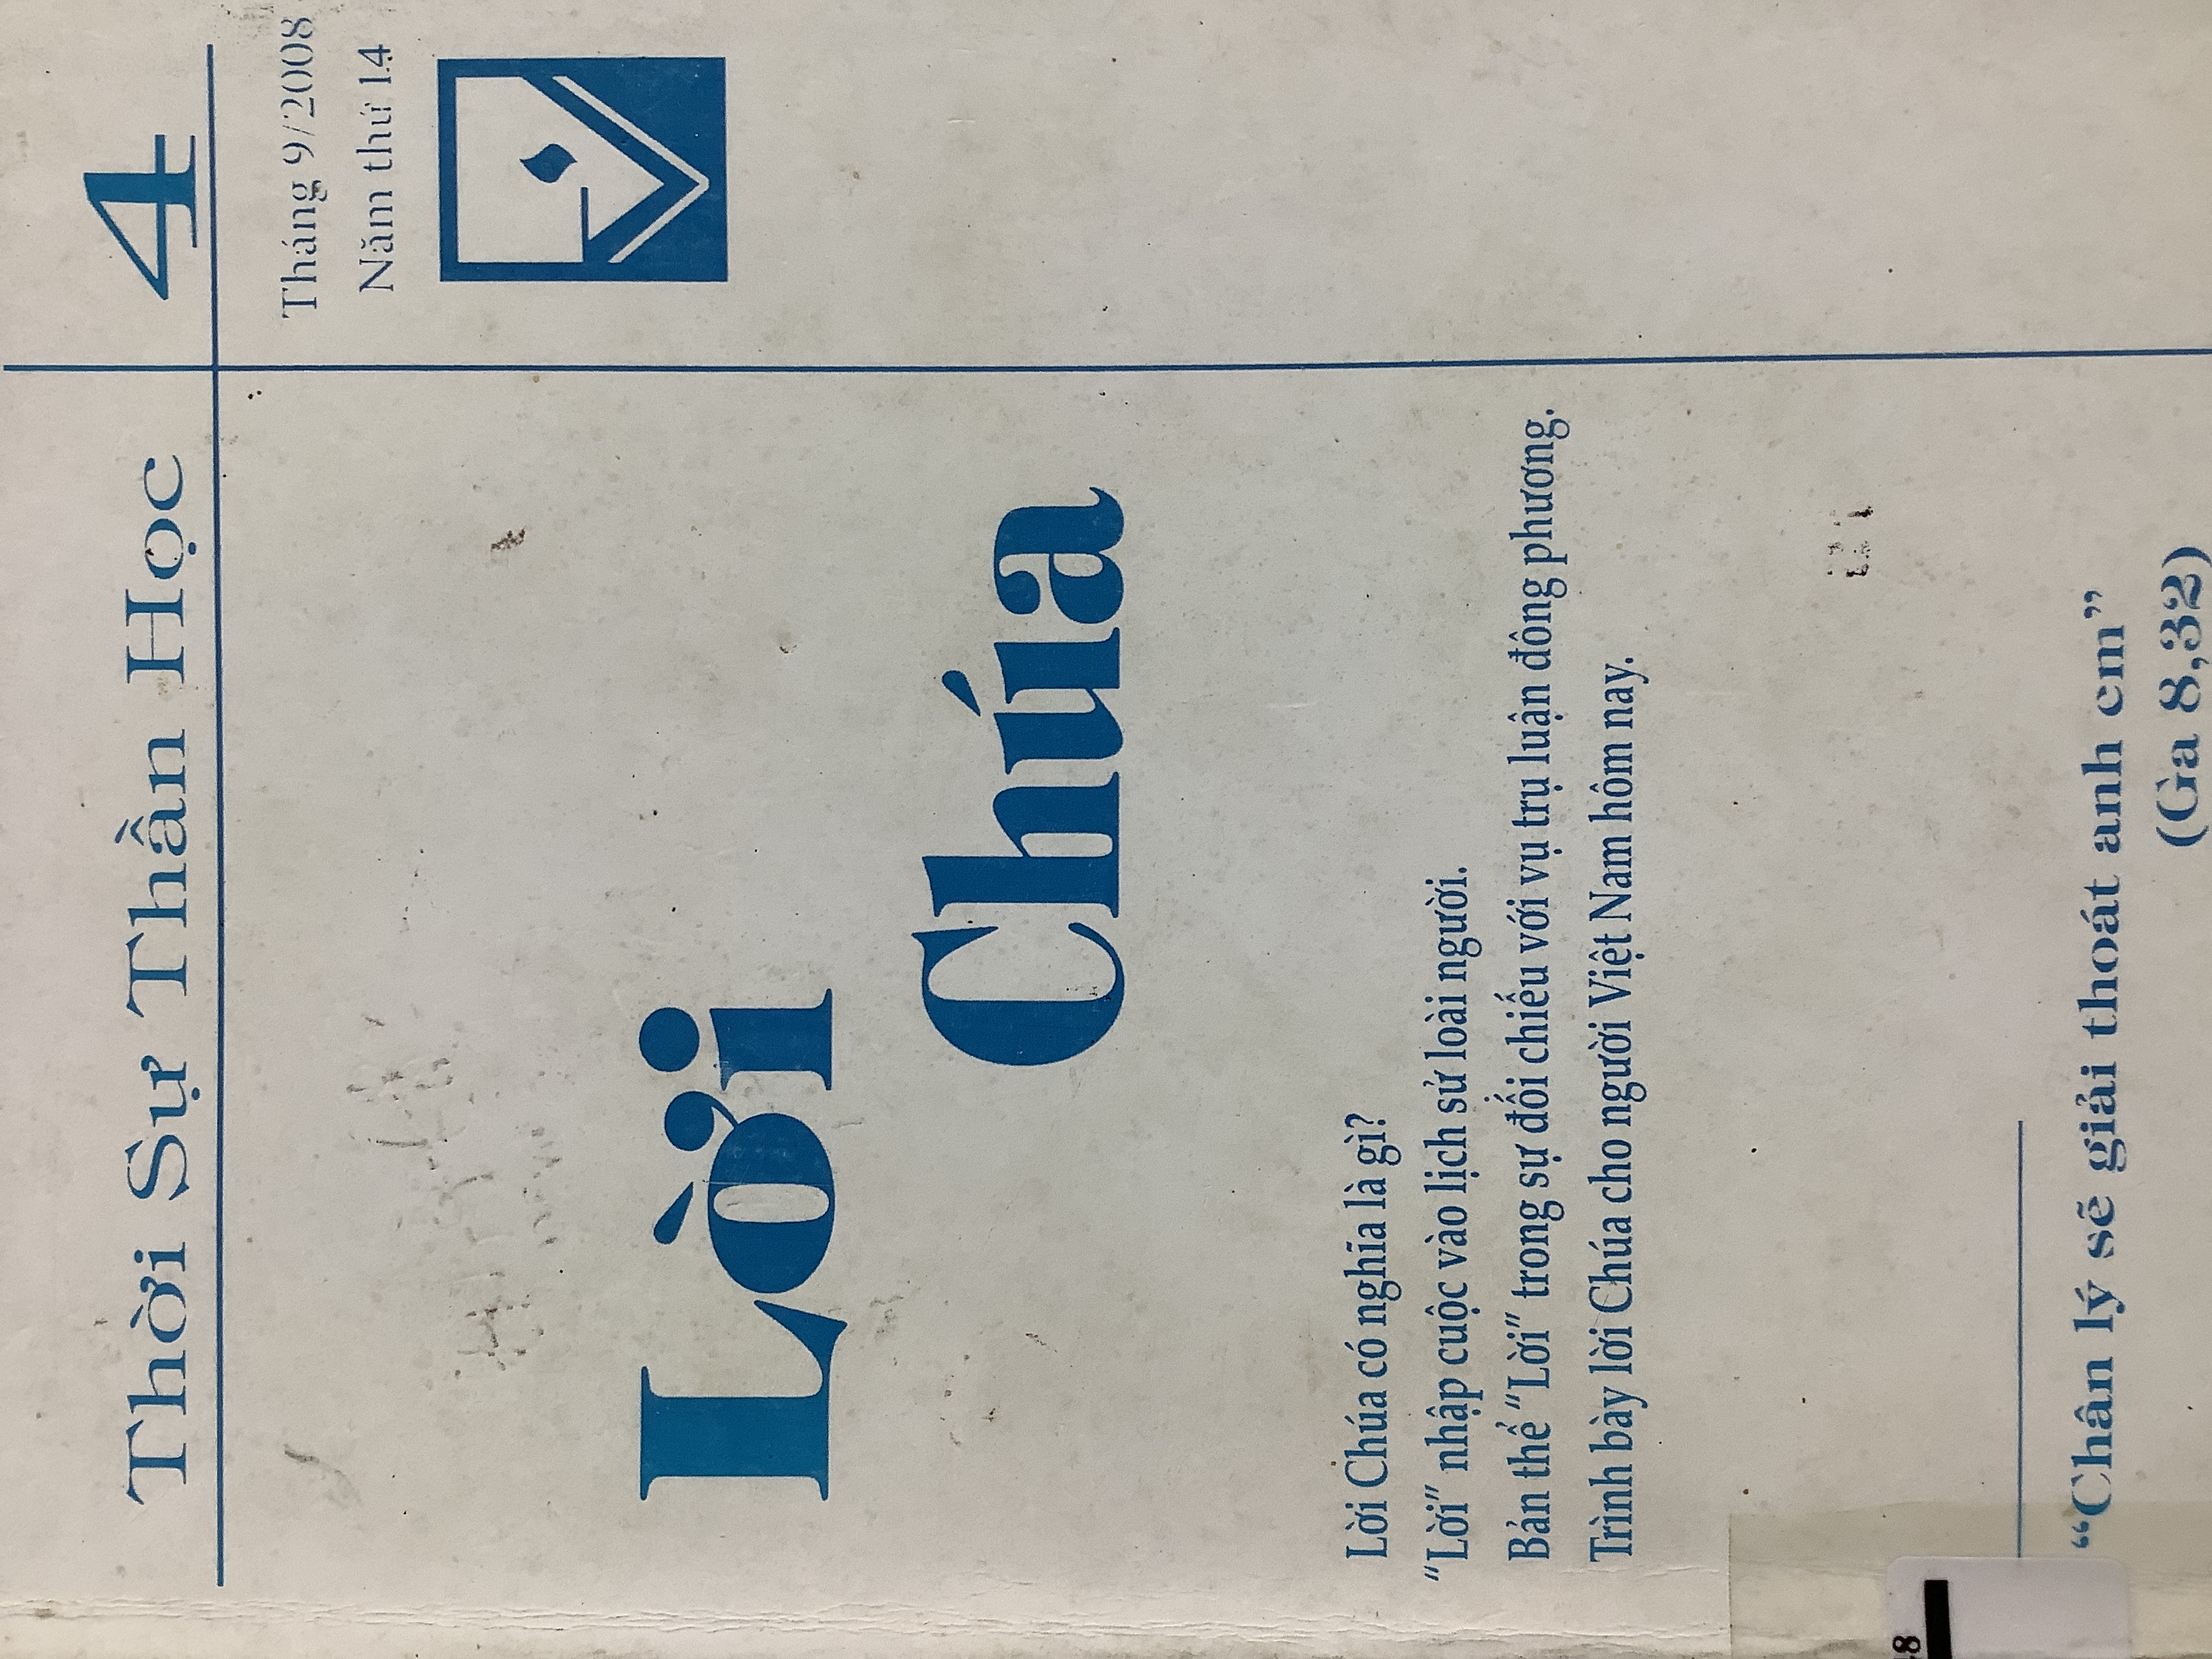 Thời Sự Thần Học 4
Tháng 9/2008
Năm thứ 14
Lời
Chúa
Lời Chúa có nghĩa là gì?
“Lời” nhập cuộc vào lịch sử loài người.
Bản thể “Lời” trong sự đối chiếu với vụ trụ luận đông phương.
Trình bày lời Chúa cho người Việt Nam hôm nay.
“Chân lý sẽ giải thoát anh em”
(Ga 8,32)